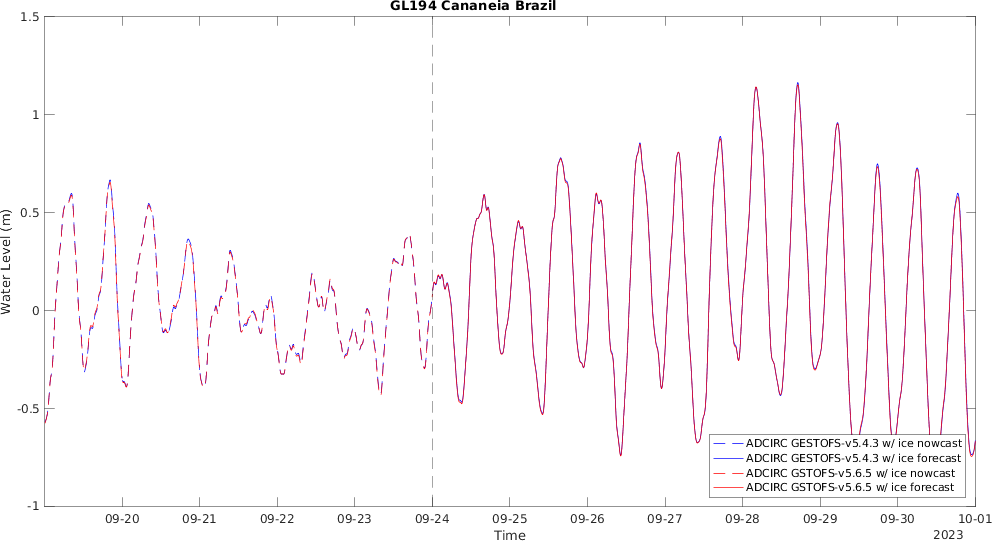 GL194 Cananeia Brazil
1.5
1
0.5
0
-0.5
-1
Water Level (m)
ADCIRC GESTOFS-v5.4.3 w/ ice nowcast
ADCIRC GESTOFS-v5.4.3 w/ ice forecast
ADCIRC GSTOFS-v5.6.5 w/ ice nowcast
ADCIRC GSTOFS-v5.6.5 w/ ice forecast
09-20 09-21 09-22 09-23 09-24 09-25 09-26 09-27 09-28 09-29 09-30 10-01
Time
2023